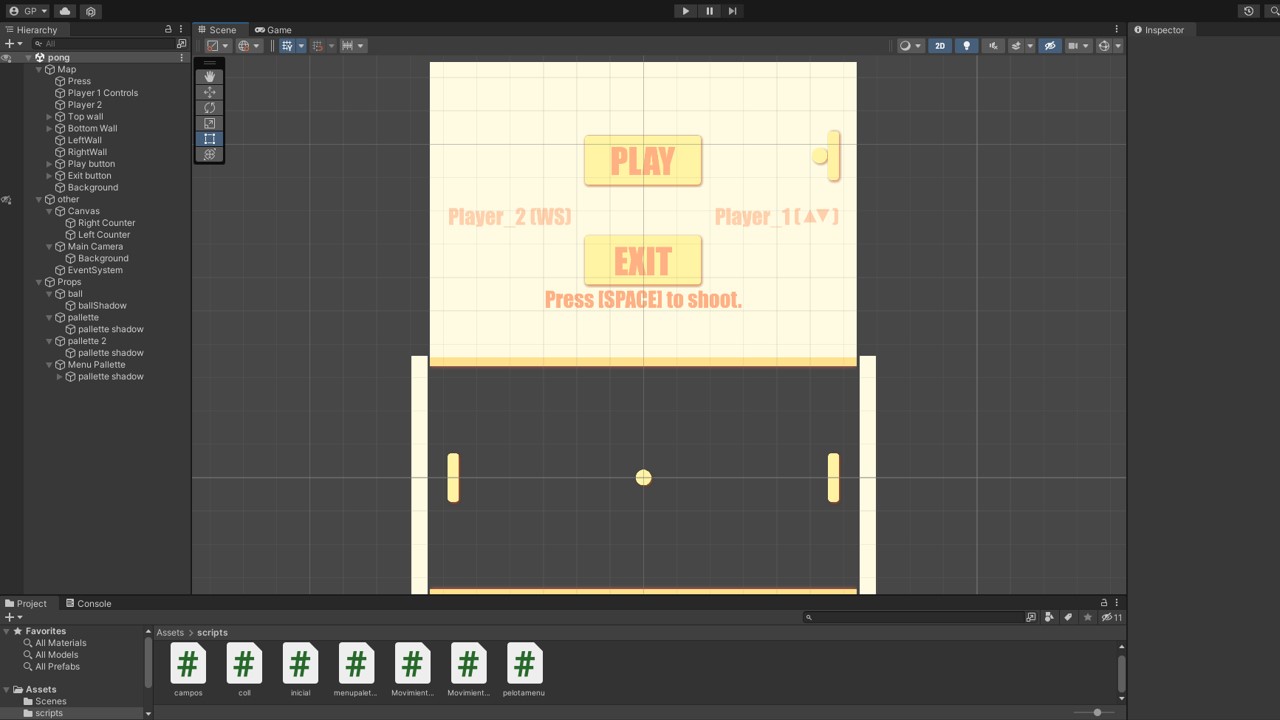 GP
Hierarchy
Scene
Game
Inspector
All
2D
pong
Map
Press
Player 1 Controls
Player 2
Top wall
Bottom Wall
LeftWall
RightWall
Play button
Exit button
Background
other
Canvas
Right Counter
Left Counter
Main Camera
Background
EventSystem
Props
ball
ballShadow
pallette
pallette shadow
pallette 2
pallette shadow
Menu Pallette
pallette shadow
PLAY
Player_2 (WS)
Player_1 (▲▼)
EXIT
Press [SPACE] to shoot.
Project
Console
11
Favorites
All Materials
All Models
All Prefabs
Assets
Scenes
scripts
Assets > scripts
campos
coll
inicial
menupalet...
Movimient...
Movimient...
pelotamenu